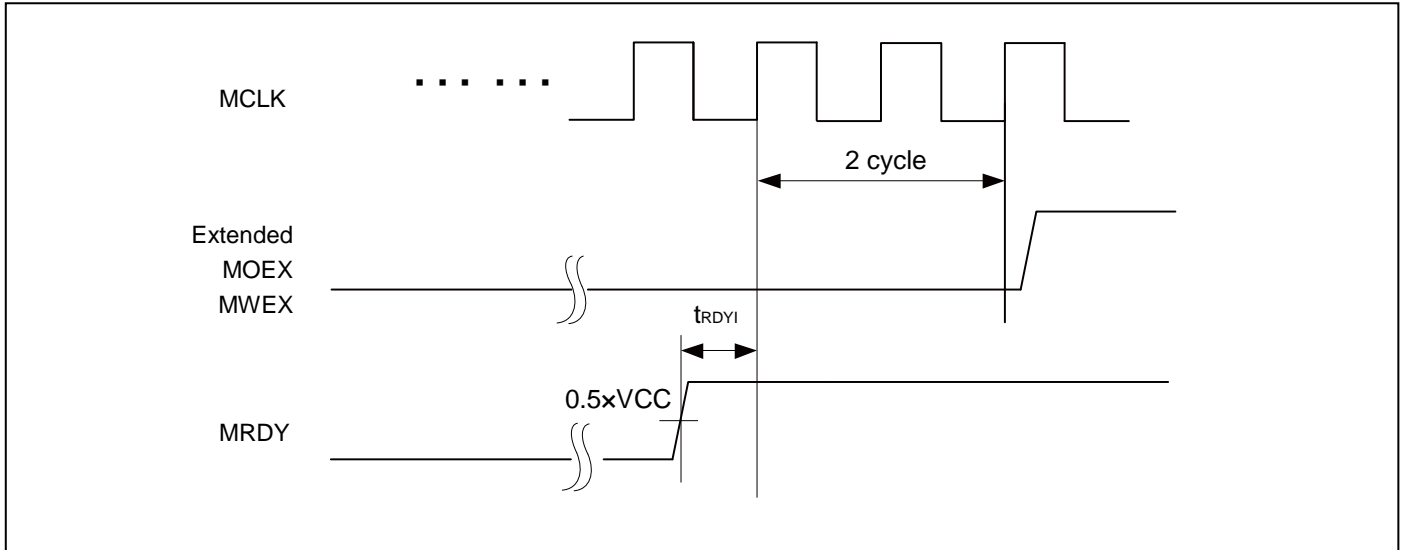 MCLK
... ...
2 cycle
Extended
MOEX
MWEX
tRDYI
0.5×VCC
MRDY